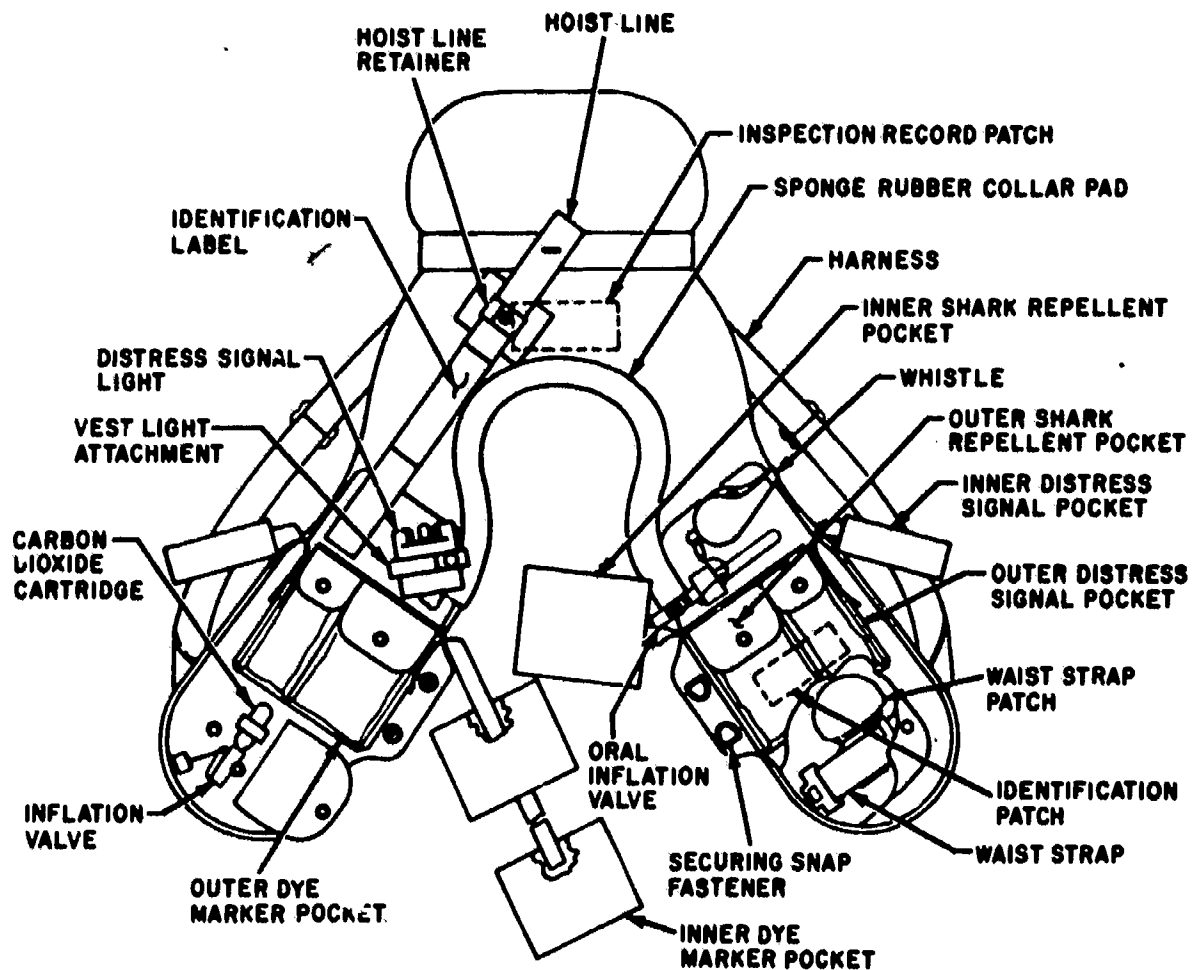 HOIST LINE
HOIST LINE
RETAINER
INSPECTION RECORD PATCH
SPONGE RUBBER COLLAR PAD
IDENTIFICATION
LABEL
HARNESS
INNER SHARK REPELLENT
POCKET
DISTRESS SIGNAL
LIGHT
WHISTLE
VEST LIGHT
ATTACHMENT
OUTER SHARK
REPELLENT POCKET
INNER DISTRESS
SIGNAL POCKET
CARBON
DIOXIDE
CARTRIDGE
OUTER DISTRESS
SIGNAL POCKET
WAIST STRAP
PATCH
ORAL
INFLATION
VALVE
IDENTIFICATION
PATCH
INFLATION
VALVE
WAIST STRAP
SECURING SNAP
FASTENER
OUTER DYE
MARKER POCKET
INNER DYE
MARKER POCKET